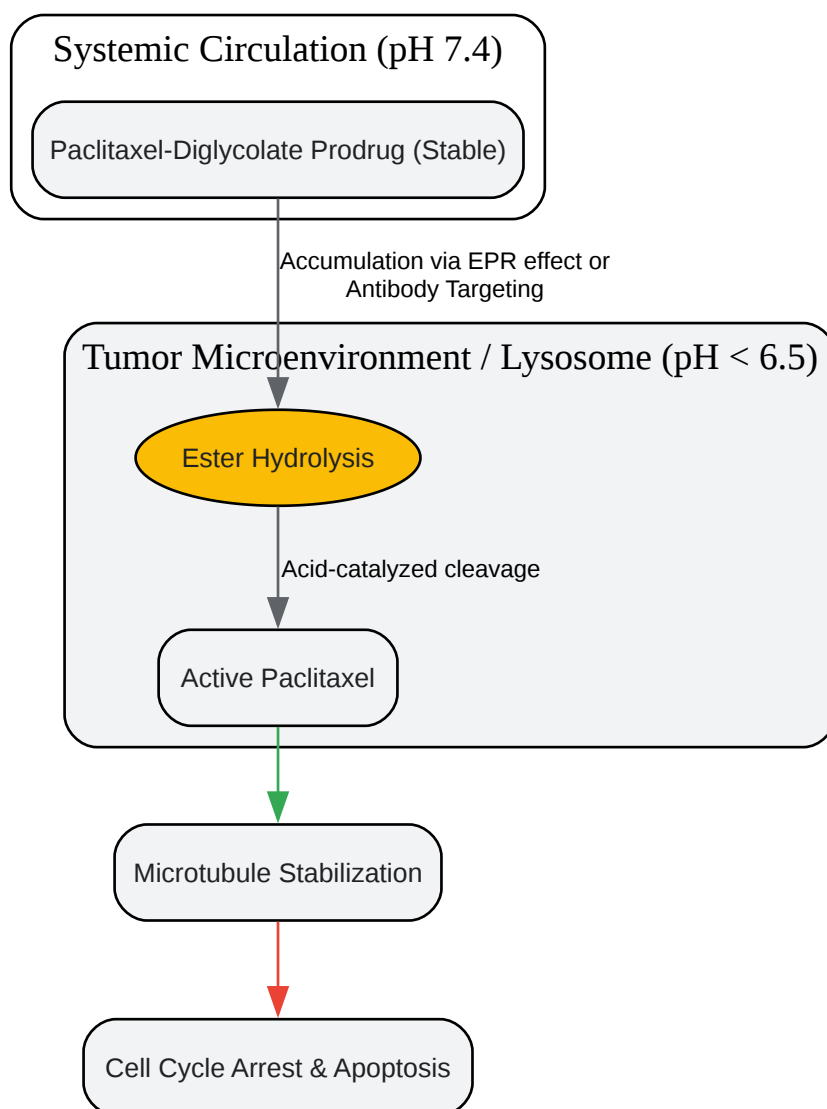 Systemic Circulation (pH 7.4)
Paclitaxel-Diglycolate Prodrug (Stable)
Accumulation via EPR effect or
Antibody Targeting
Tumor Microenvironment / Lysosome (pH < 6.5)
Ester Hydrolysis
Acid-catalyzed cleavage
Active Paclitaxel
Microtubule Stabilization
Cell Cycle Arrest & Apoptosis